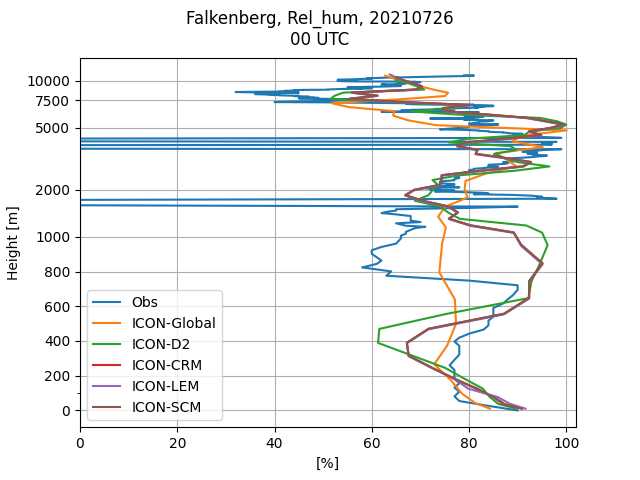 Falkenberg, Rel_hum, 20210726
00 UTC
Height [m]
10000
7500
5000
2000
1000
800
600
400
200
0
Obs
ICON-Global
ICON-D2
ICON-CRM
ICON-LEM
ICON-SCM
0 20 40 60 80 100
[%]